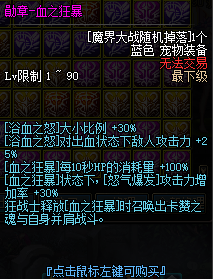 勋章-血之狂暴
[魔界大战随机掉落]1个
蓝色 宠物装备
无法交易
Lv限制 1 ~ 90
最下级
[浴血之怒]大小比例 +30%
[浴血之怒]对出血状态下敌人攻击力 +2
5%
[血之狂暴]每10秒HP的消耗量 +100%
[血之狂暴]状态下,[怒气爆发]攻击力增
加率 +30%
狂战士释放[血之狂暴]时召唤出卡赞之
魂与自身并肩战斗。
『点击鼠标左键可购买』